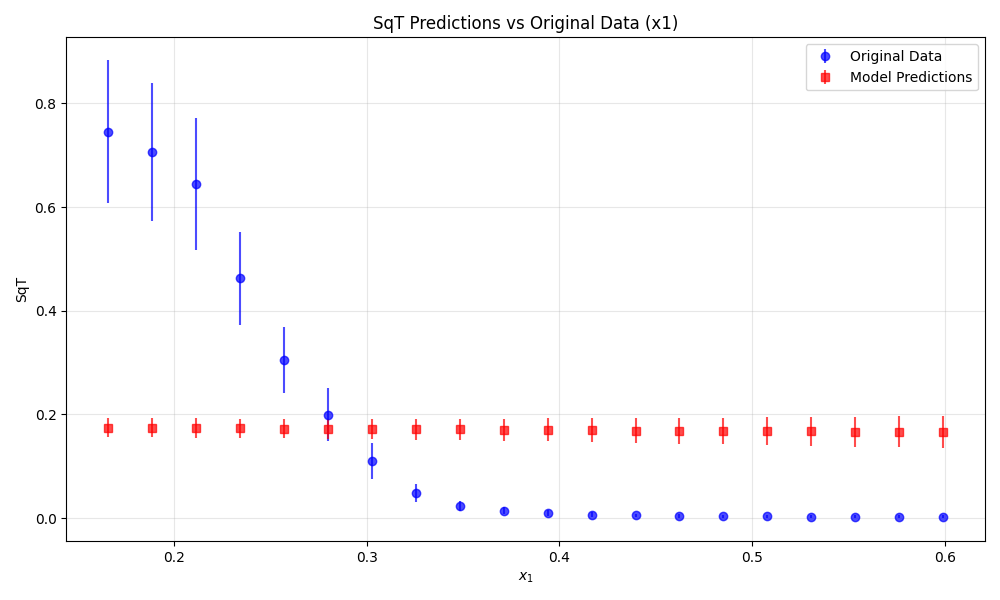 SqT Predictions vs Original Data (x1)
Original Data
Model Predictions
SqT
0.8
0.6
0.4
0.2
0.0
0.2 0.3 0.4 0.5 0.6
x₁